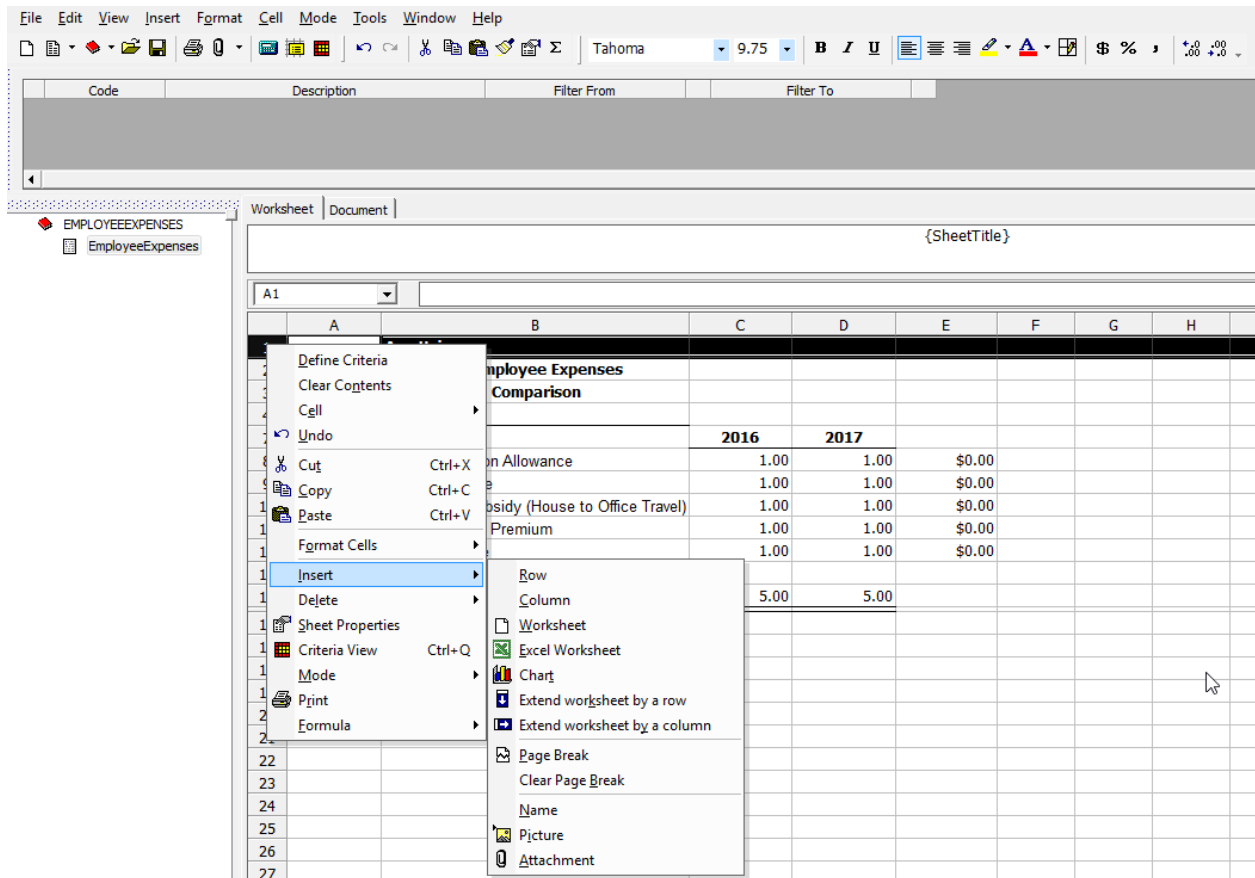 File Edit View Insert Format Cell Mode Tools Window Help
Tahoma 9.75 B I U $ % ,
Code Description Filter From Filter To
Worksheet Document
EMPLOYEEEXPENSES
EmployeeExpenses
{SheetTitle}
A1
A B C D E F G H
Define Criteria
Clear Contents
Cell
Undo
Cut Ctrl+X
Copy Ctrl+C
Paste Ctrl+V
Format Cells
Insert
Delete
Sheet Properties
Criteria View Ctrl+Q
Mode
Print
Formula
Row
Column
Worksheet
Excel Worksheet
Chart
Extend worksheet by a row
Extend worksheet by a column
Page Break
Clear Page Break
Name
Picture
Attachment
Expenses
Comparison
2016 2017
Allowance 1.00 1.00 $0.00
1.00 1.00 $0.00
(House to Office Travel) 1.00 1.00 $0.00
Premium 1.00 1.00 $0.00
1.00 1.00 $0.00
5.00 5.00
22
23
24
25
26
27